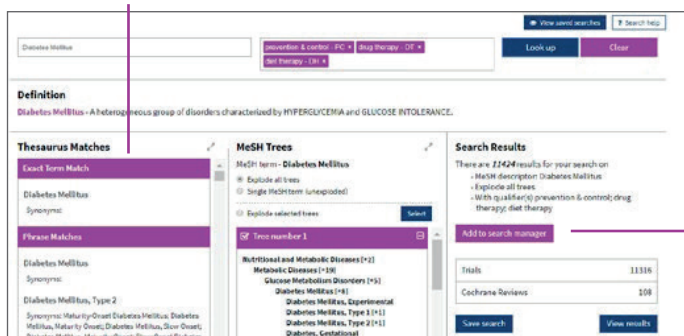 View saved searches
? Search help
Diabetes Mellitus
prevention & control - PC × drug therapy - DT ×
diet therapy - DH ×
Look up
Clear
Definition
Diabetes Mellitus - A heterogeneous group of disorders characterized by HYPERGLYCEMIA and GLUCOSE INTOLERANCE.
Thesaurus Matches
Exact Term Match
Diabetes Mellitus
Synonyms:
Phrase Matches
Diabetes Mellitus
Synonyms:
Diabetes Mellitus, Type 2
Synonyms: Maturity-Onset Diabetes Mellitus; Diabetes
Mellitus, Maturity Onset; Diabetes Mellitus, Slow Onset;
MeSH Trees
MeSH term - Diabetes Mellitus
Explode all trees
Single MeSH term (unexploded)
Explode selected trees
Select
Tree number 1
Nutritional and Metabolic Diseases [+2]
Metabolic Diseases [+19]
Glucose Metabolism Disorders [+5]
Diabetes Mellitus [+6]
Diabetes Mellitus, Experimental
Diabetes Mellitus, Type 1 [+1]
Diabetes Mellitus, Type 2 [+1]
Diabetes, Gestational
Search Results
There are 11424 results for your search on
- MeSH descriptor: Diabetes Mellitus
- Explode all trees
- With qualifier(s) prevention & control; drug
therapy; diet therapy
Add to search manager
Trials 11316
Cochrane Reviews 108
Save search
View results